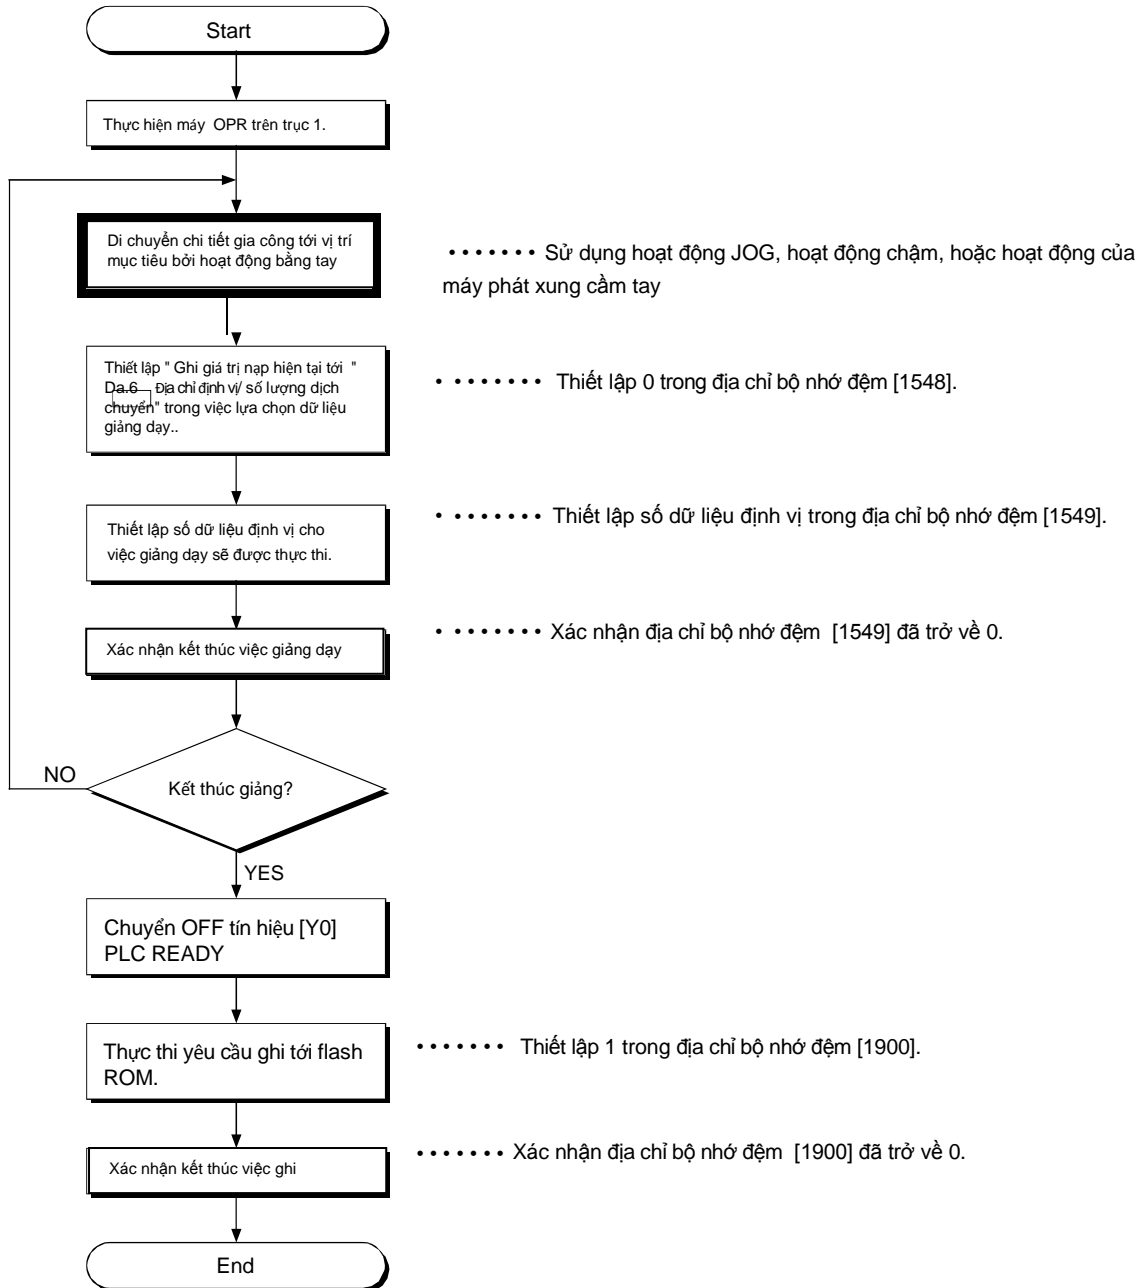 Start
Thực hiện máy OPR trên trục 1.
Di chuyển chi tiết gia công tới vị trí
mục tiêu bởi hoạt động bằng tay
• • • • • • • Sử dụng hoạt động JOG, hoạt động chậm, hoặc hoạt động của
máy phát xung cầm tay
Thiết lập " Ghi giá trị nạp hiện tại tới "
Da.6 Địa chỉ định vị/ số lượng dịch
chuyển" trong việc lựa chọn dữ liệu
giảng dạy..
• • • • • • • • Thiết lập 0 trong địa chỉ bộ nhớ đệm [1548].
Thiết lập số dữ liệu định vị cho
việc giảng dạy sẽ được thực thi.
• • • • • • • • Thiết lập số dữ liệu định vị trong địa chỉ bộ nhớ đệm [1549].
Xác nhận kết thúc việc giảng dạy
• • • • • • • • Xác nhận địa chỉ bộ nhớ đệm [1549] đã trở về 0.
NO
Kết thúc giảng?
YES
Chuyển OFF tín hiệu [Y0]
PLC READY
Thực thi yêu cầu ghi tới flash
ROM.
• • • • • • • Thiết lập 1 trong địa chỉ bộ nhớ đệm [1900].
Xác nhận kết thúc việc ghi
• • • • • • • Xác nhận địa chỉ bộ nhớ đệm [1900] đã trở về 0.
End